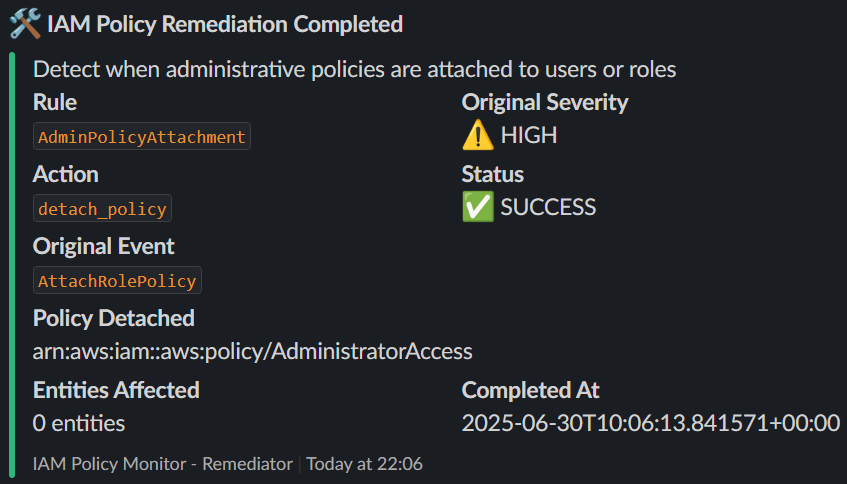 IAM Policy Remediation Completed
Detect when administrative policies are attached to users or roles
Rule
Original Severity
AdminPolicyAttachment
HIGH
Action
Status
detach_policy
SUCCESS
Original Event
AttachRolePolicy
Policy Detached
arn:aws:iam::aws:policy/AdministratorAccess
Entities Affected
Completed At
0 entities
2025-06-30T10:06:13.841571+00:00
IAM Policy Monitor - Remediator | Today at 22:06